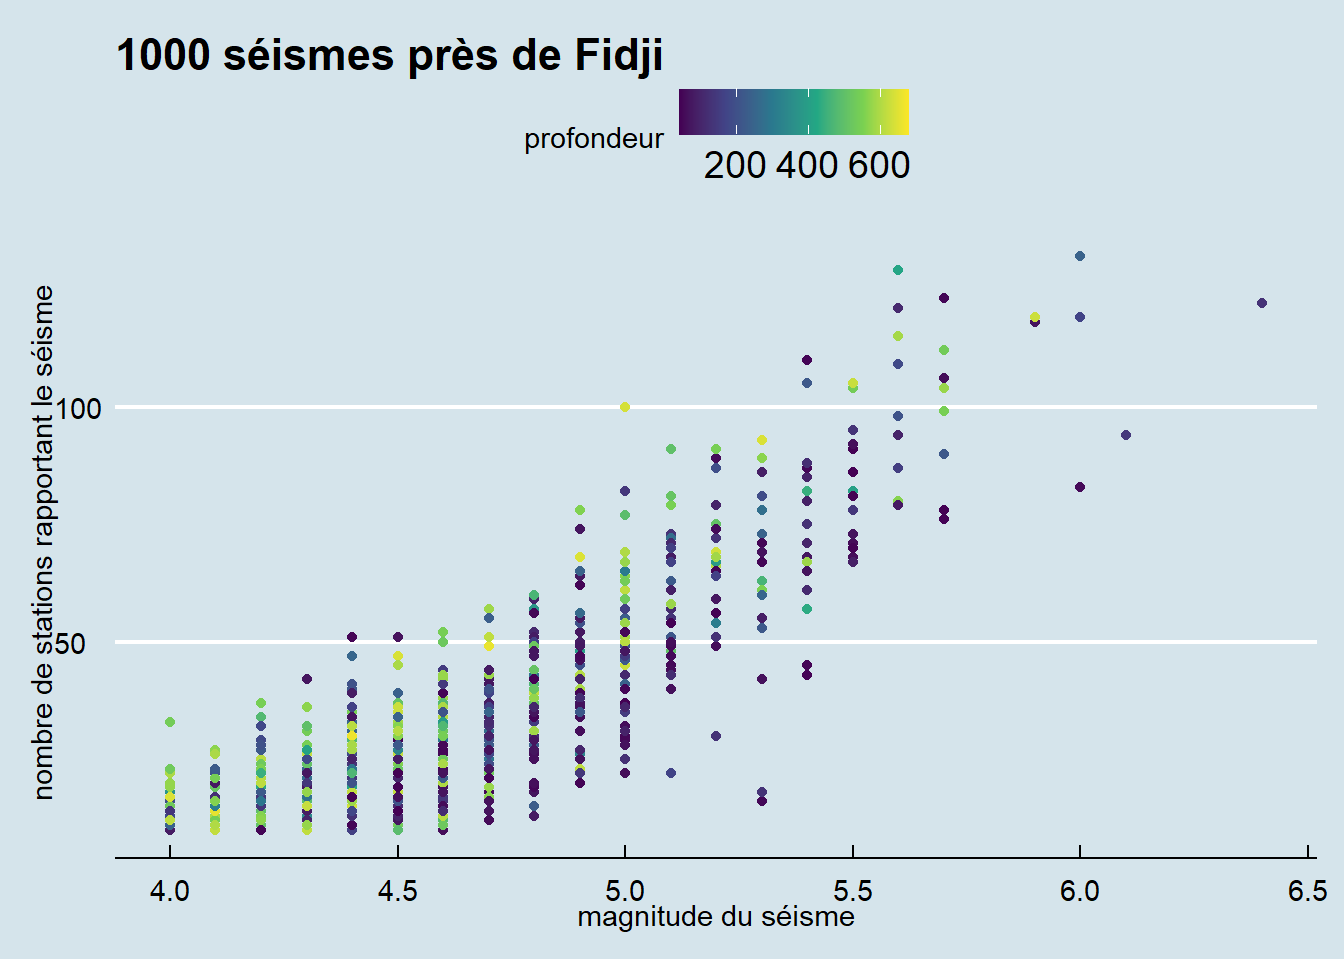 1000 séismes près de Fidji
profondeur
200 400 600
nombre de stations rapportant le séisme
100
50
4.0 4.5 5.0 5.5 6.0 6.5
magnitude du séisme